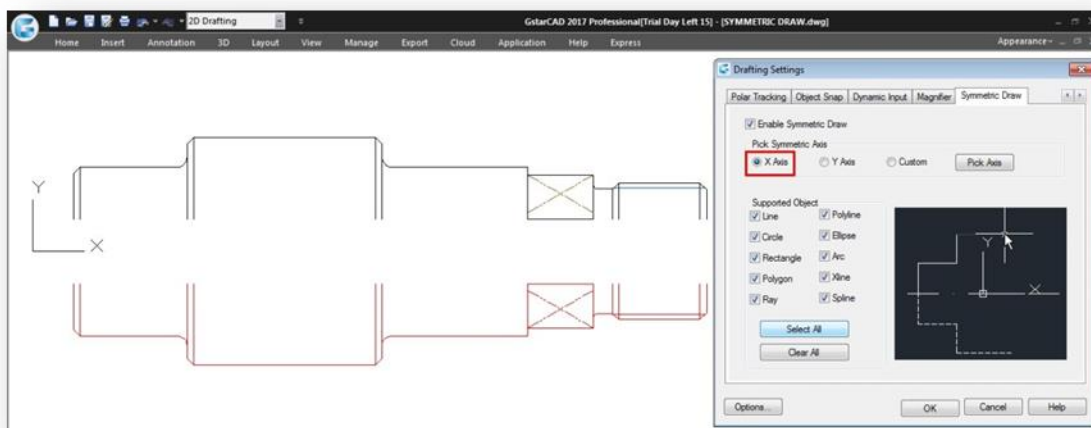 2D Drafting
GstarCAD 2017 Professional[Trial Day Left 15] - [SYMMETRIC DRAW.dwg]
Home Insert Annotation 3D Layout View Manage Export Cloud Application Help Express Appearance
Drafting Settings
Polar Tracking Object Snap Dynamic Input Magnifier Symmetric Draw
Enable Symmetric Draw
Pick Symmetric Axis
X Axis Y Axis Custom Pick Axis
Supported Object
Line Polyline
Circle Ellipse
Rectangle Arc
Polygon Xline
Ray Spline
Select All
Clear All
Y
X
Y
X
Options... OK Cancel Help